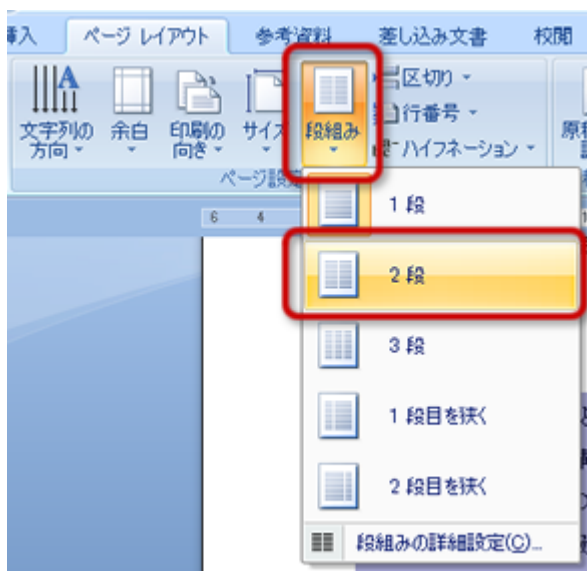 挿入 ページ レイアウト 参考資料 差し込み文書 校閲
文字列の方向 余白 印刷の向き サイズ 段組み 区切り
行番号
ハイフネーション
ページ設定
6 4
1 段
2 段
3 段
1 段目を狭く
2 段目を狭く
段組みの詳細設定(C)...